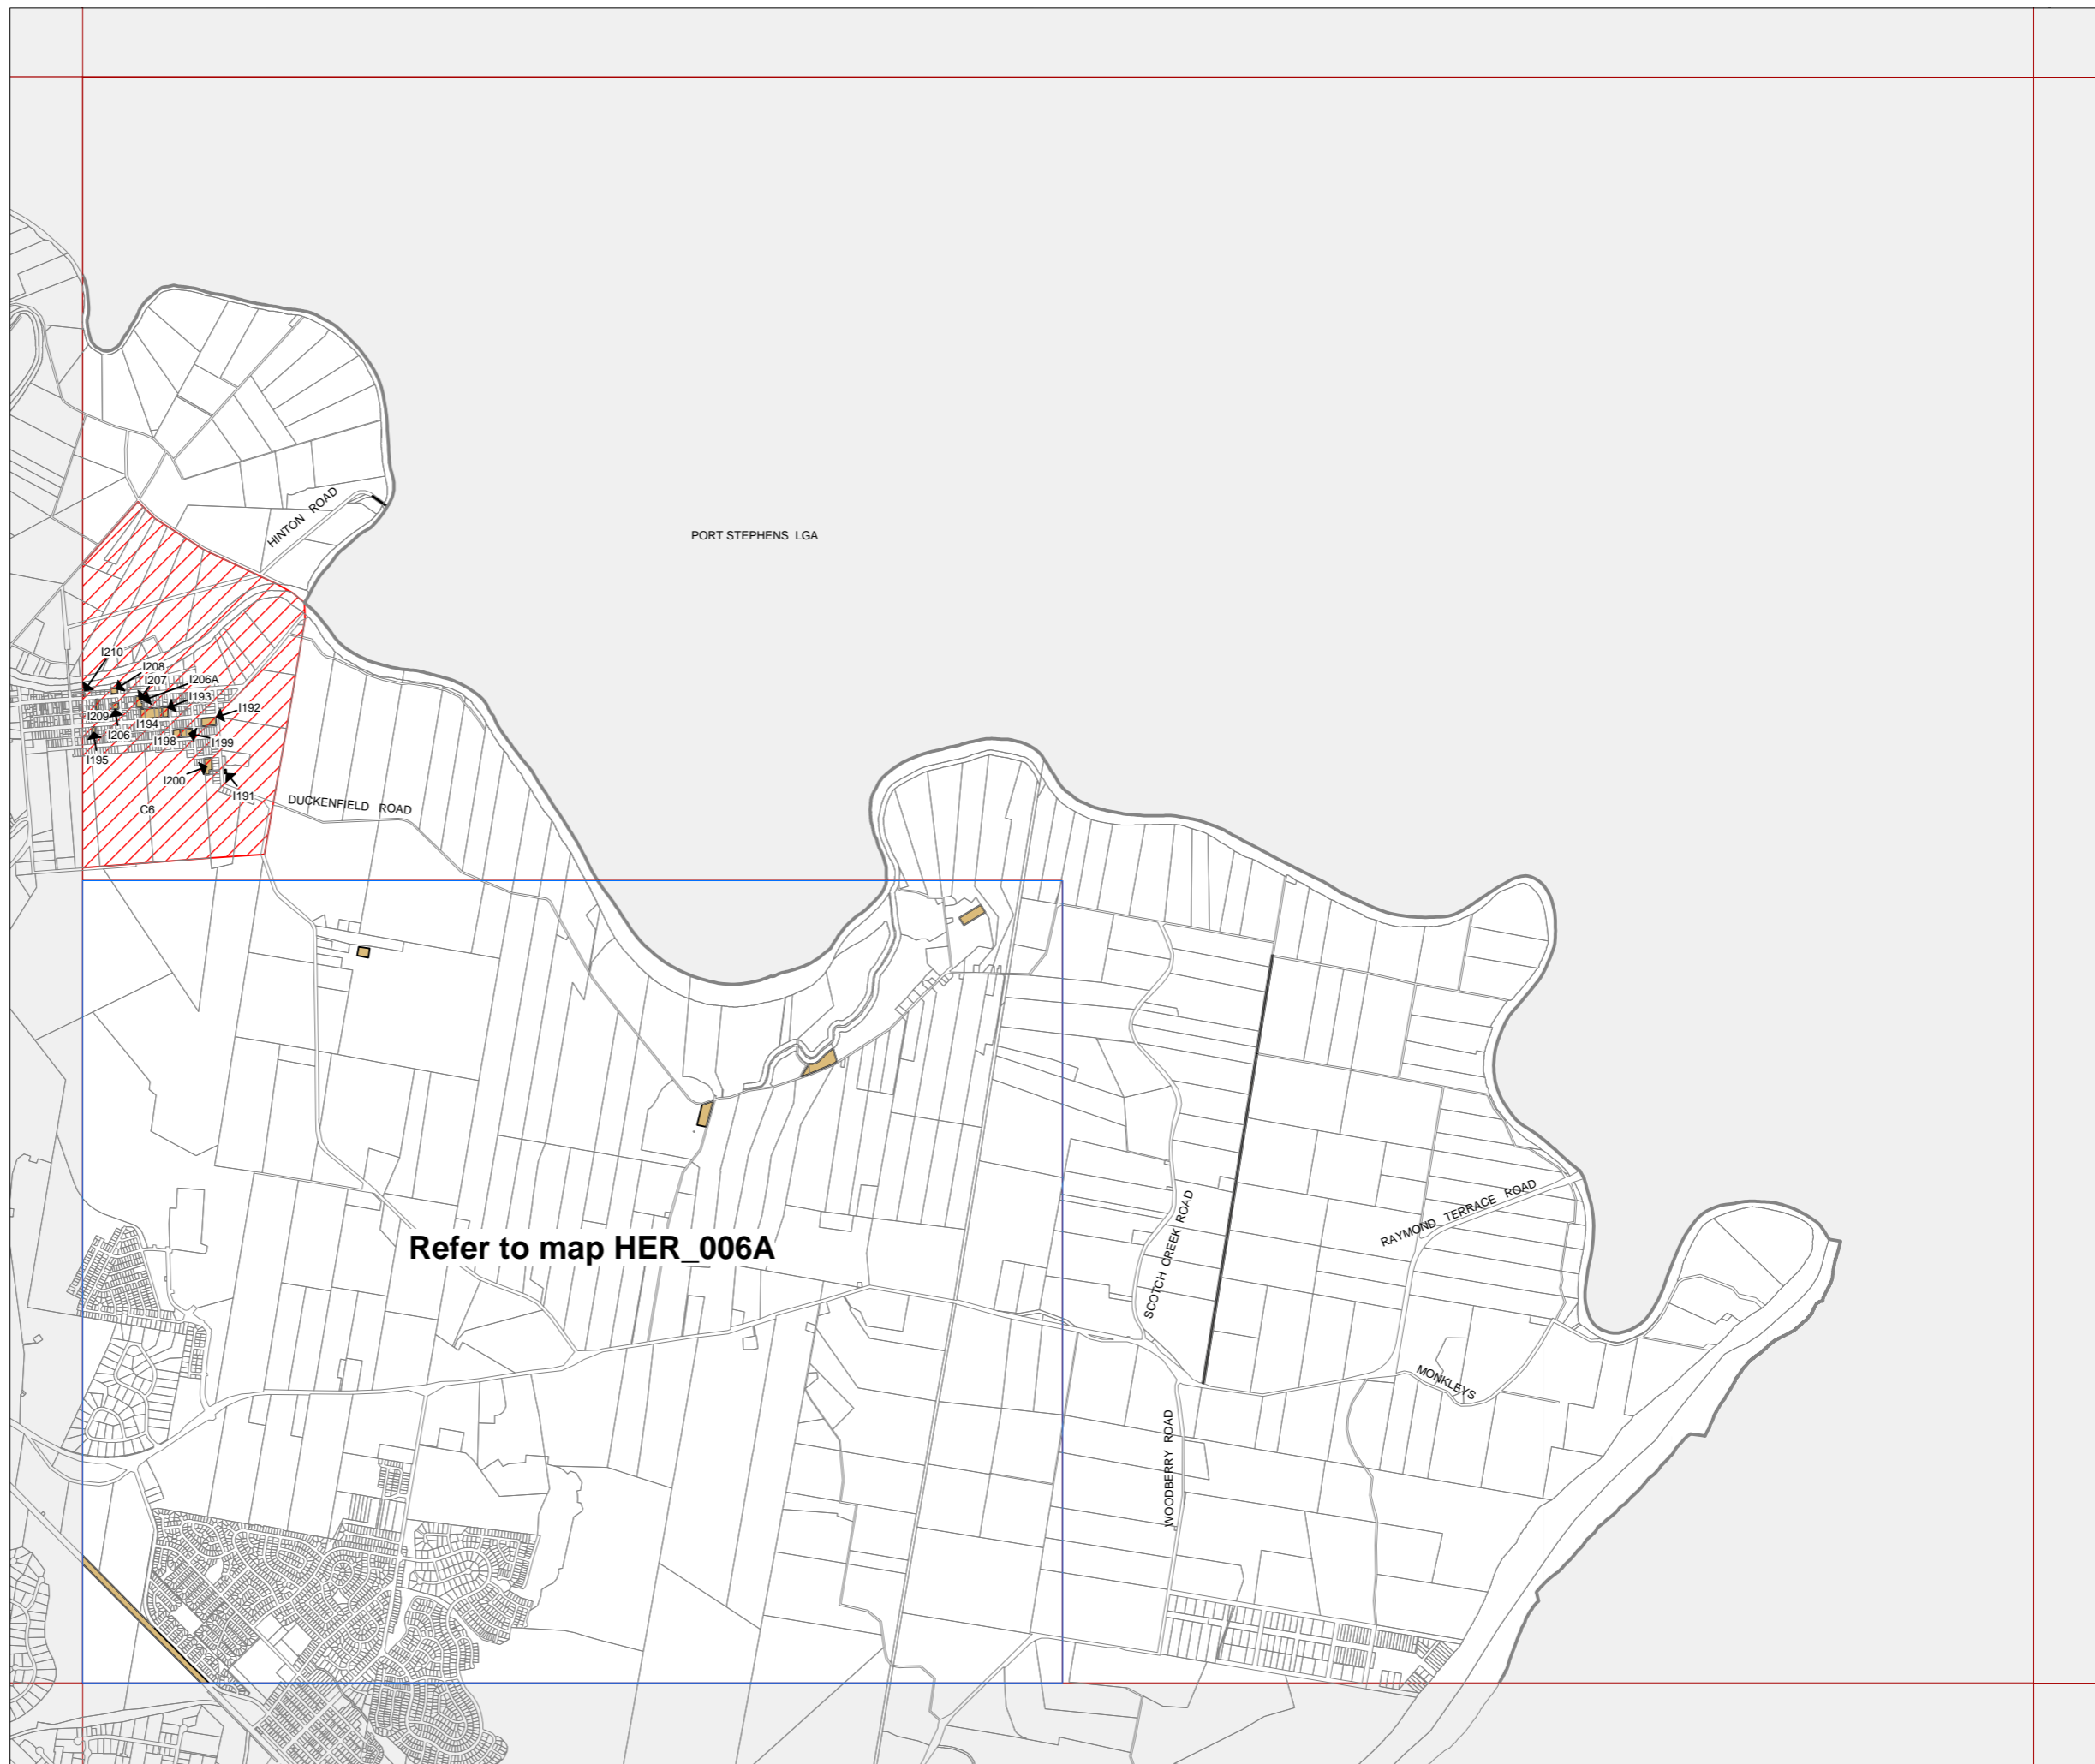 HINTON ROAD
PORT STEPHENS LGA
I210
I208
I207
I206A
I193
I192
I209
I194
I206
I198
I199
I195
I200
I191
C6
DUCKENFIELD ROAD
SCOTCH CREEK ROAD
RAYMOND TERRACE ROAD
Refer to map HER_006A
MONKLEYS
WOODBERRY ROAD